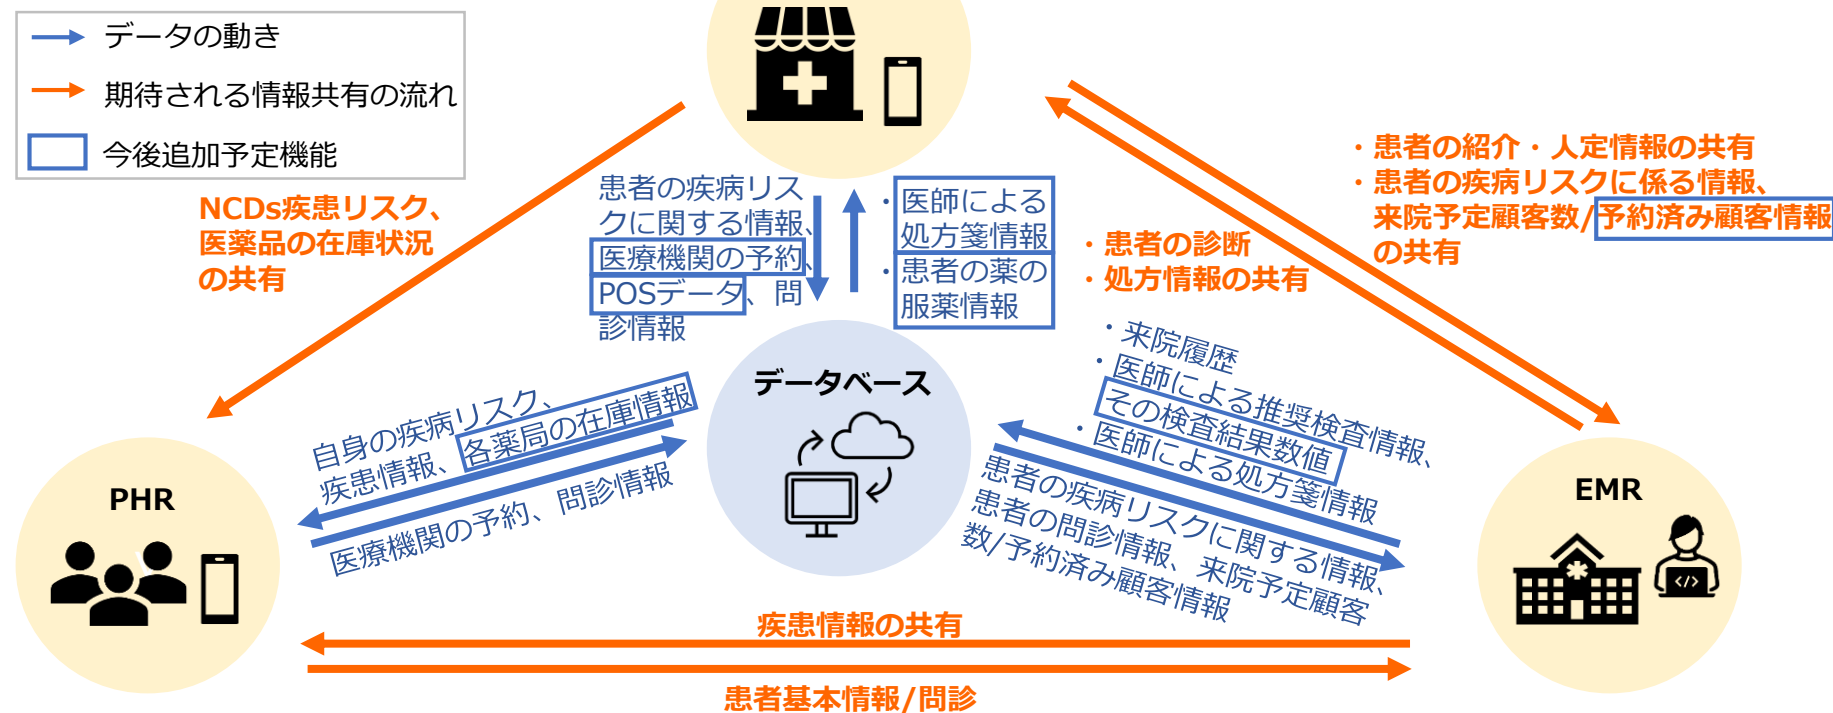 データの動き
期待される情報共有の流れ
今後追加予定機能
NCDs疾患リスク、
医薬品の在庫状況
の共有
患者の疾病リス
クに関する情報、
医療機関の予約、
POSデータ、問
診情報
・医師による
処方箋情報
・患者の薬の
服薬情報
・患者の診断
・処方情報の共有
・患者の紹介・人定情報の共有
・患者の疾病リスクに係る情報、
来院予定顧客数/予約済み顧客情報
の共有
データベース
自身の疾病リスク、
疾患情報、各薬局の在庫情報
医療機関の予約、問診情報
・来院履歴
・医師による推奨検査情報、
その検査結果数値
・医師による処方箋情報
患者の疾病リスクに関する情報、
患者の問診情報、来院予定顧客
数/予約済み顧客情報
PHR
EMR
疾患情報の共有
患者基本情報/問診